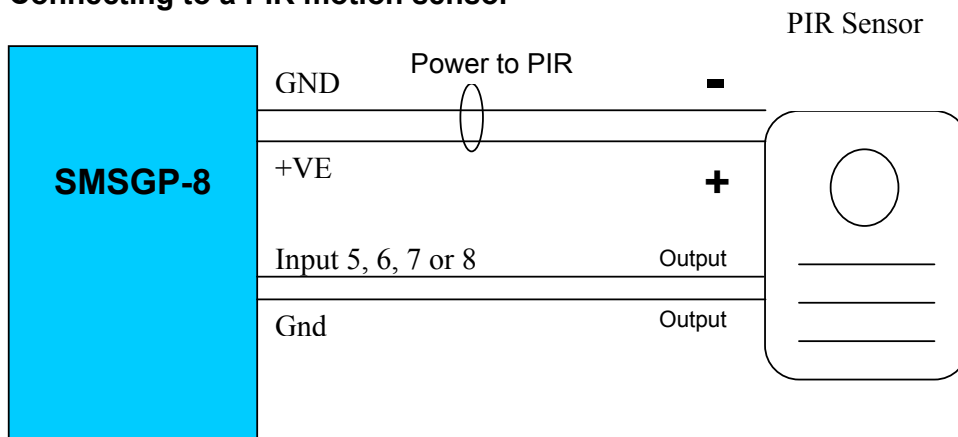 Connecting to a PIR motion sensor
PIR Sensor
Power to PIR
GND
-
+VE
+
SMSGP-8
Input 5, 6, 7 or 8
Output
Gnd
Output